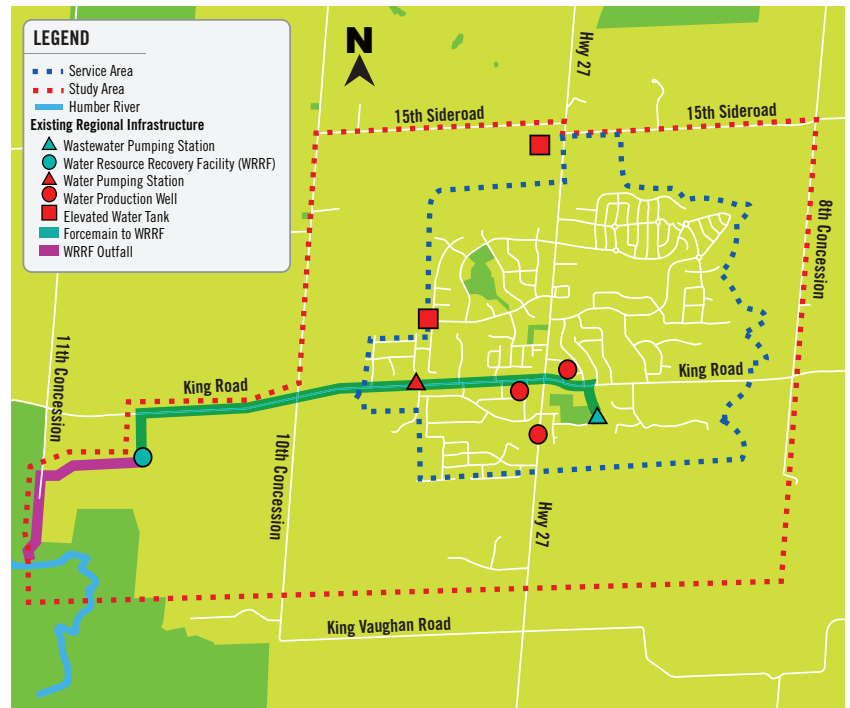 LEGEND
Service Area
Study Area
Humber River
Existing Regional Infrastructure
Wastewater Pumping Station
Water Resource Recovery Facility (WRRF)
Water Pumping Station
Water Production Well
Elevated Water Tank
Forcemain to WRRF
WRRF Outfall
N
Hwy 27
15th Sideroad
15th Sideroad
8th Concession
11th Concession
King Road
King Road
10th Concession
Hwy 27
King Vaughan Road